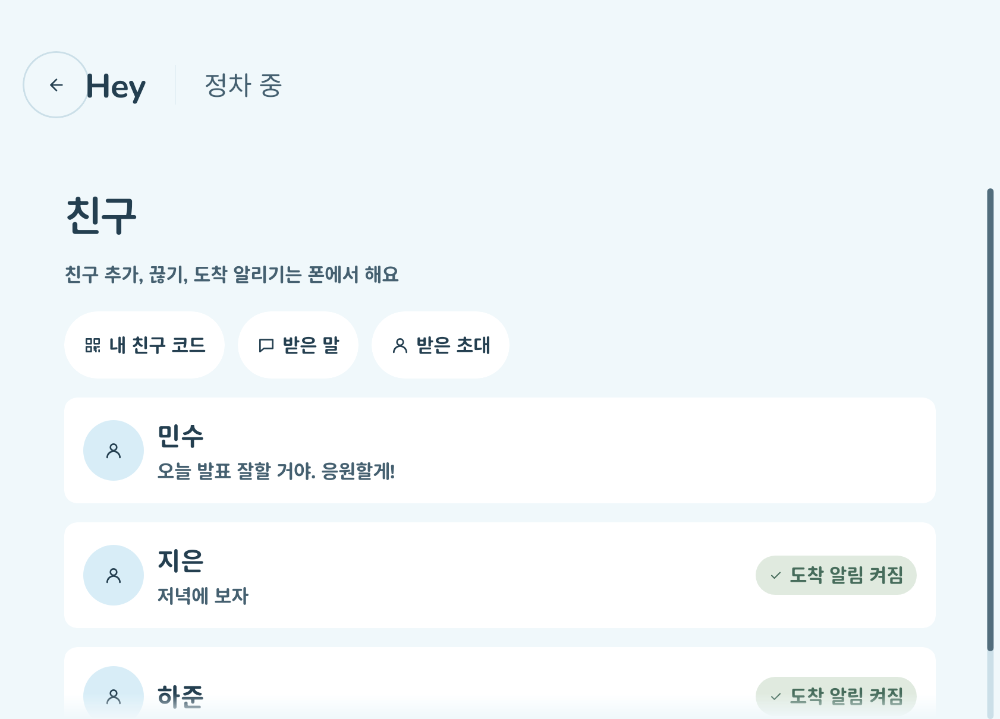 Hey 정차 중
친구
친구 추가, 끊기, 도착 알리기는 폰에서 해요
내 친구 코드 받은 말 받은 초대
민수
오늘 발표 잘할 거야. 응원할게!
지은
저녁에 보자
도착 알림 켜짐
하준
도착 알림 켜짐